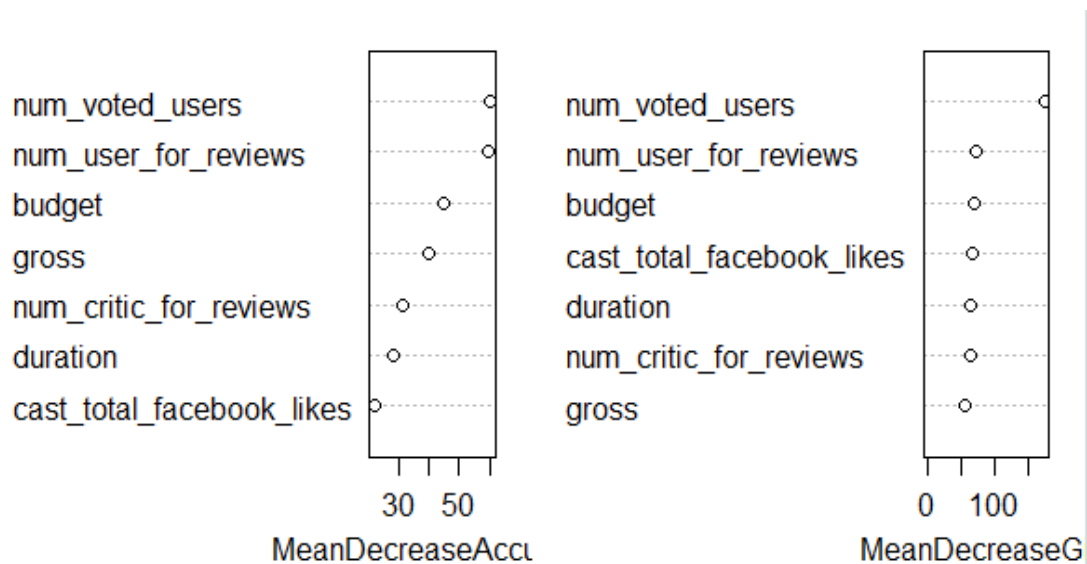 num_voted_users
num_user_for_reviews
budget
gross
num_critic_for_reviews
duration
cast_total_facebook_likes
30 50
MeanDecreaseAccu
num_voted_users
num_user_for_reviews
budget
cast_total_facebook_likes
duration
num_critic_for_reviews
gross
0 100
MeanDecreaseG